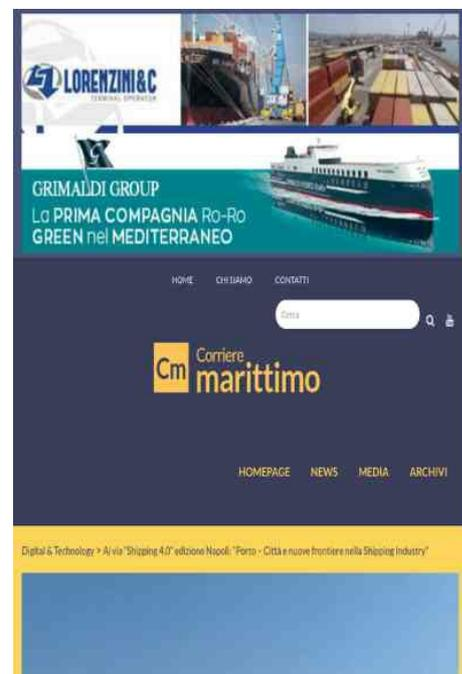 LORENZINI & C
TERMINAL OPERATOR
GRIMALDI GROUP
La PRIMA COMPAGNIA Ro-Ro
GREEN nel MEDITERRANEO
HOME CHI SIAMO CONTATTI
Cerca
Cm Corriere
marittimo
HOMEPAGE NEWS MEDIA ARCHIVI
Digital & Technology > Al via "Shipping 4.0" edizione Napoli: "Porto – Città e nuove frontiere nella Shipping Industry"